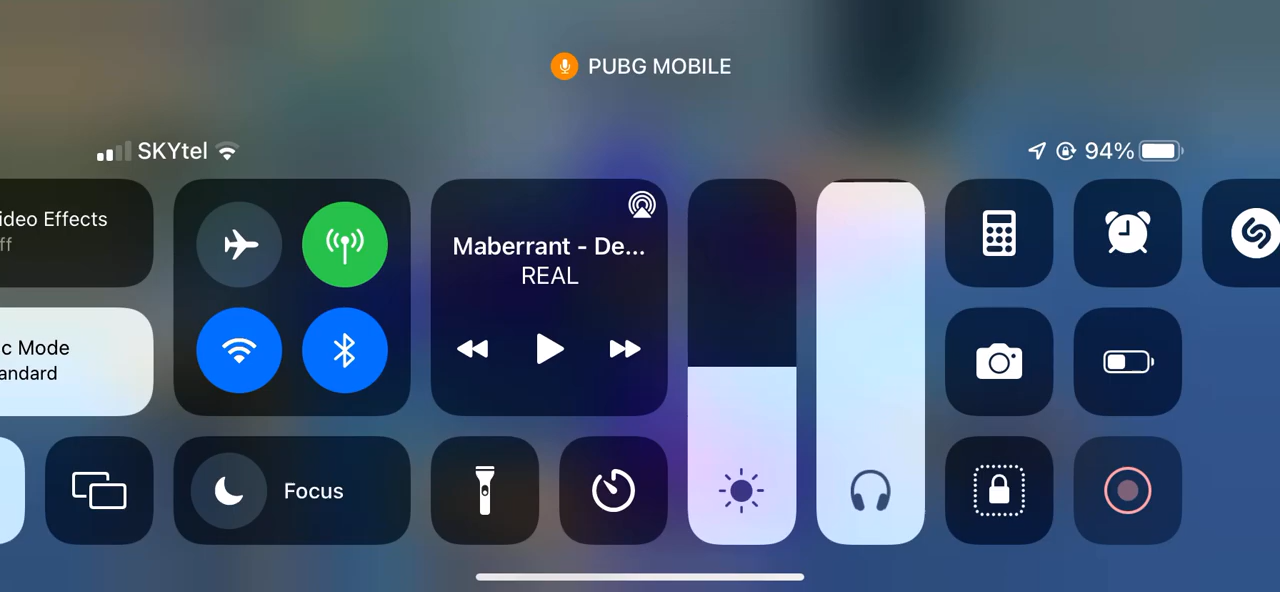 PUBG MOBILE
SKYtel
94%
ideo Effects
ff
Maberrant - De...
REAL
c Mode
andard
Focus